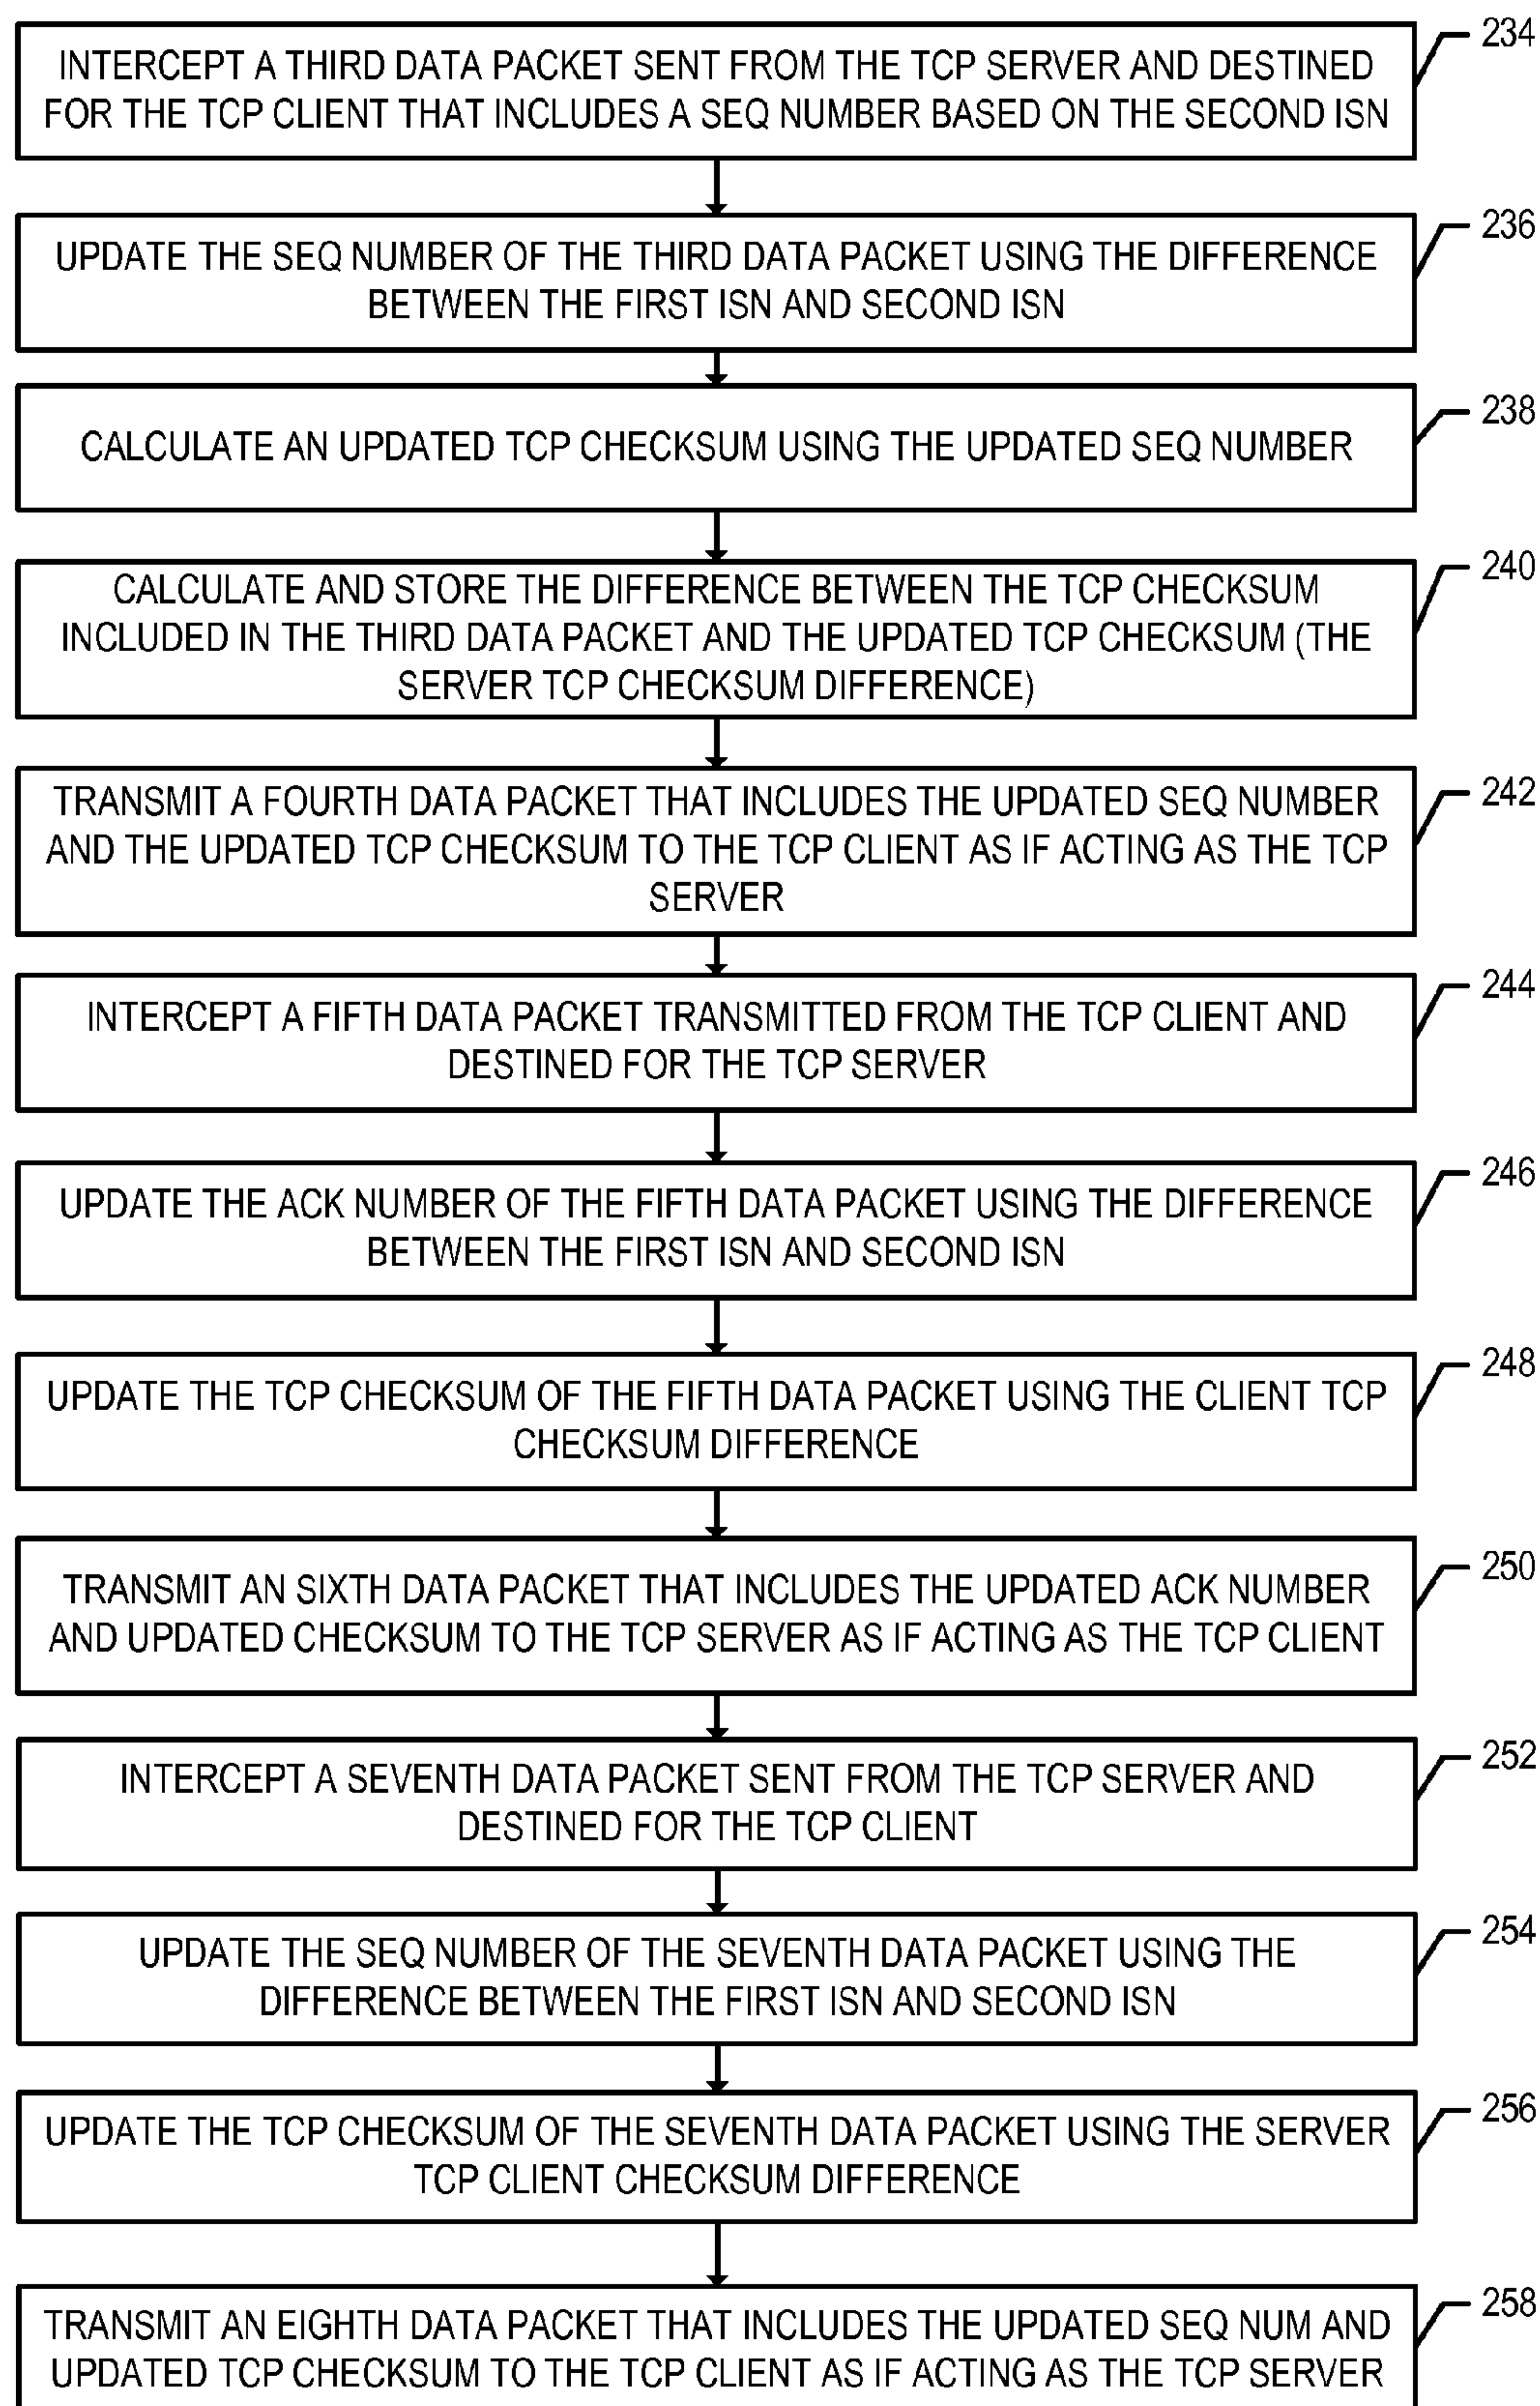 234
INTERCEPT A THIRD DATA PACKET SENT FROM THE TCP SERVER AND DESTINED
FOR THE TCP CLIENT THAT INCLUDES A SEQ NUMBER BASED ON THE SECOND ISN
236
UPDATE THE SEQ NUMBER OF THE THIRD DATA PACKET USING THE DIFFERENCE
BETWEEN THE FIRST ISN AND SECOND ISN
238
CALCULATE AN UPDATED TCP CHECKSUM USING THE UPDATED SEQ NUMBER
240
CALCULATE AND STORE THE DIFFERENCE BETWEEN THE TCP CHECKSUM
INCLUDED IN THE THIRD DATA PACKET AND THE UPDATED TCP CHECKSUM (THE
SERVER TCP CHECKSUM DIFFERENCE)
242
TRANSMIT A FOURTH DATA PACKET THAT INCLUDES THE UPDATED SEQ NUMBER
AND THE UPDATED TCP CHECKSUM TO THE TCP CLIENT AS IF ACTING AS THE TCP
SERVER
244
INTERCEPT A FIFTH DATA PACKET TRANSMITTED FROM THE TCP CLIENT AND
DESTINED FOR THE TCP SERVER
246
UPDATE THE ACK NUMBER OF THE FIFTH DATA PACKET USING THE DIFFERENCE
BETWEEN THE FIRST ISN AND SECOND ISN
248
UPDATE THE TCP CHECKSUM OF THE FIFTH DATA PACKET USING THE CLIENT TCP
CHECKSUM DIFFERENCE
250
TRANSMIT AN SIXTH DATA PACKET THAT INCLUDES THE UPDATED ACK NUMBER
AND UPDATED CHECKSUM TO THE TCP SERVER AS IF ACTING AS THE TCP CLIENT
252
INTERCEPT A SEVENTH DATA PACKET SENT FROM THE TCP SERVER AND
DESTINED FOR THE TCP CLIENT
254
UPDATE THE SEQ NUMBER OF THE SEVENTH DATA PACKET USING THE
DIFFERENCE BETWEEN THE FIRST ISN AND SECOND ISN
256
UPDATE THE TCP CHECKSUM OF THE SEVENTH DATA PACKET USING THE SERVER
TCP CLIENT CHECKSUM DIFFERENCE
258
TRANSMIT AN EIGHTH DATA PACKET THAT INCLUDES THE UPDATED SEQ NUM AND
UPDATED TCP CHECKSUM TO THE TCP CLIENT AS IF ACTING AS THE TCP SERVER